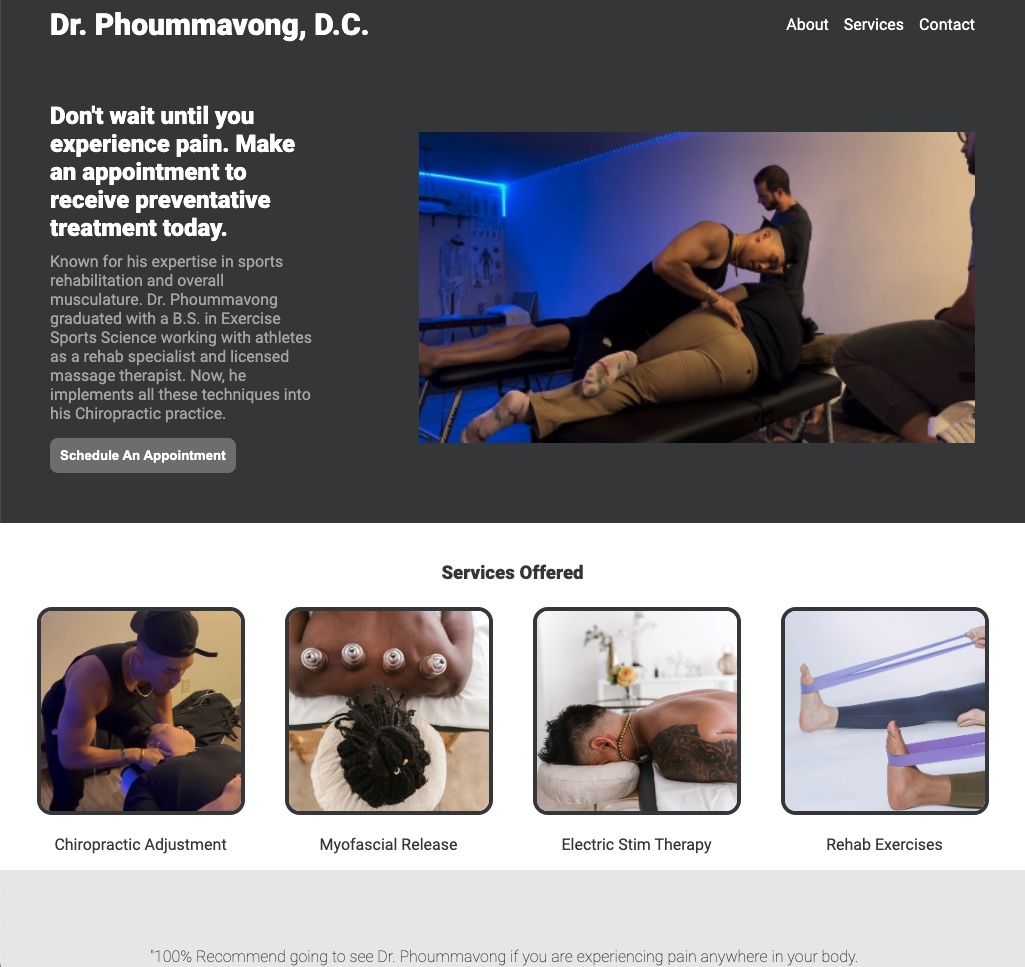 Dr. Phoummavong, D.C.
About Services Contact
Don't wait until you
experience pain. Make
an appointment to
receive preventative
treatment today.
Known for his expertise in sports
rehabilitation and overall
musculature. Dr. Phoummavong
graduated with a B.S. in Exercise
Sports Science working with athletes
as a rehab specialist and licensed
massage therapist. Now, he
implements all these techniques into
his Chiropractic practice.
Schedule An Appointment
Services Offered
Chiropractic Adjustment
Myofascial Release
Electric Stim Therapy
Rehab Exercises
"100% Recommend going to see Dr. Phoummavong if you are experiencing pain anywhere in your body.